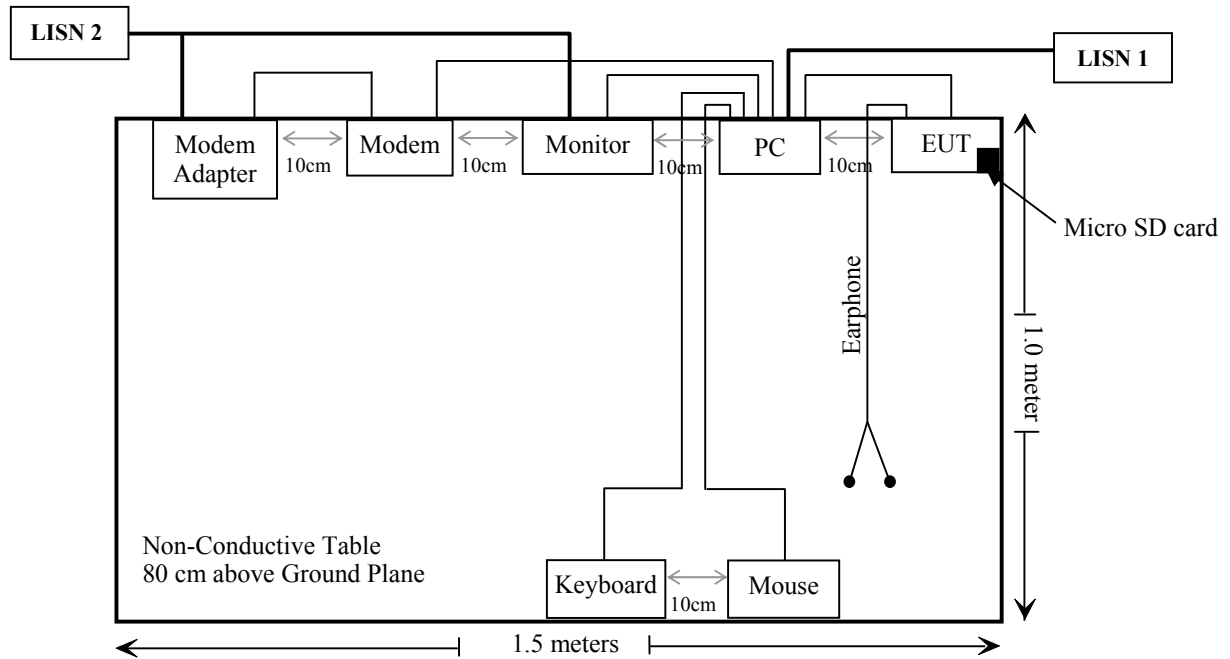 LISN 2
LISN 1
Modem
Adapter
10cm
Modem
10cm
Monitor
10cm
PC
10cm
EUT
Micro SD card
Earphone
1.0 meter
Non-Conductive Table
80 cm above Ground Plane
Keyboard
10cm
Mouse
1.5 meters